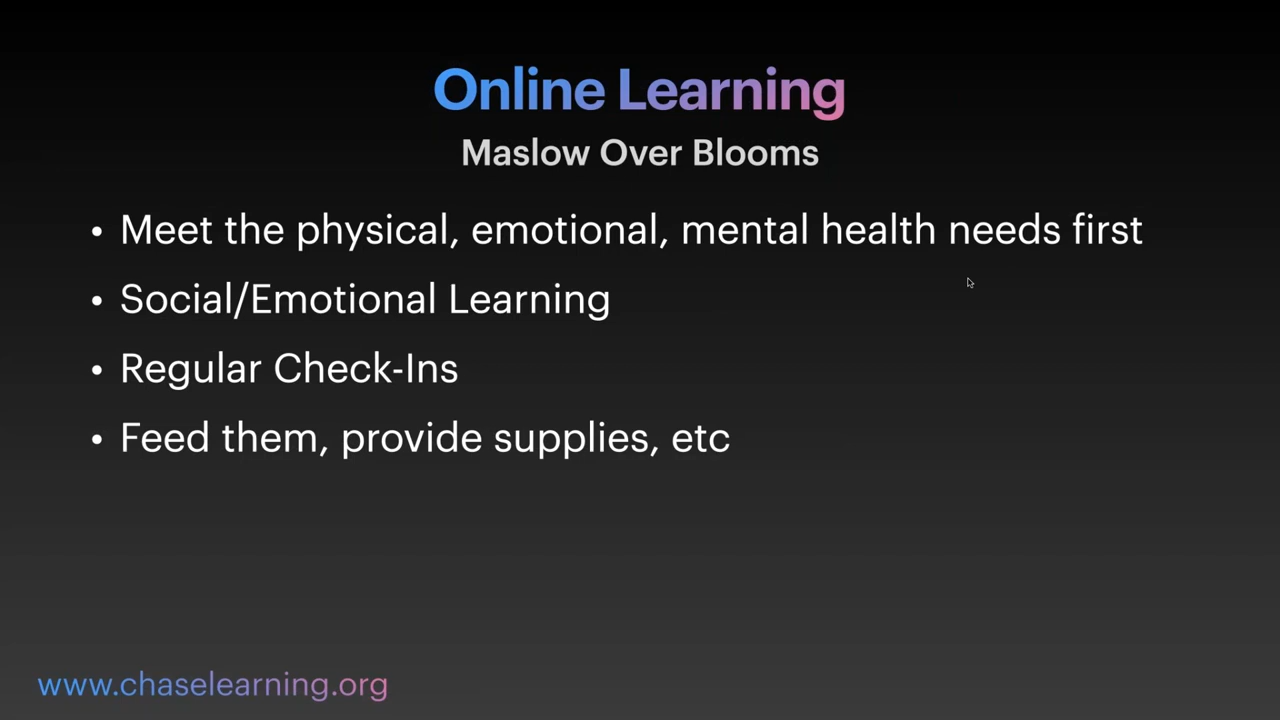 Online Learning
Maslow Over Blooms
• Meet the physical, emotional, mental health needs first
• Social/Emotional Learning
• Regular Check-Ins
• Feed them, provide supplies, etc
www.chaselearning.org